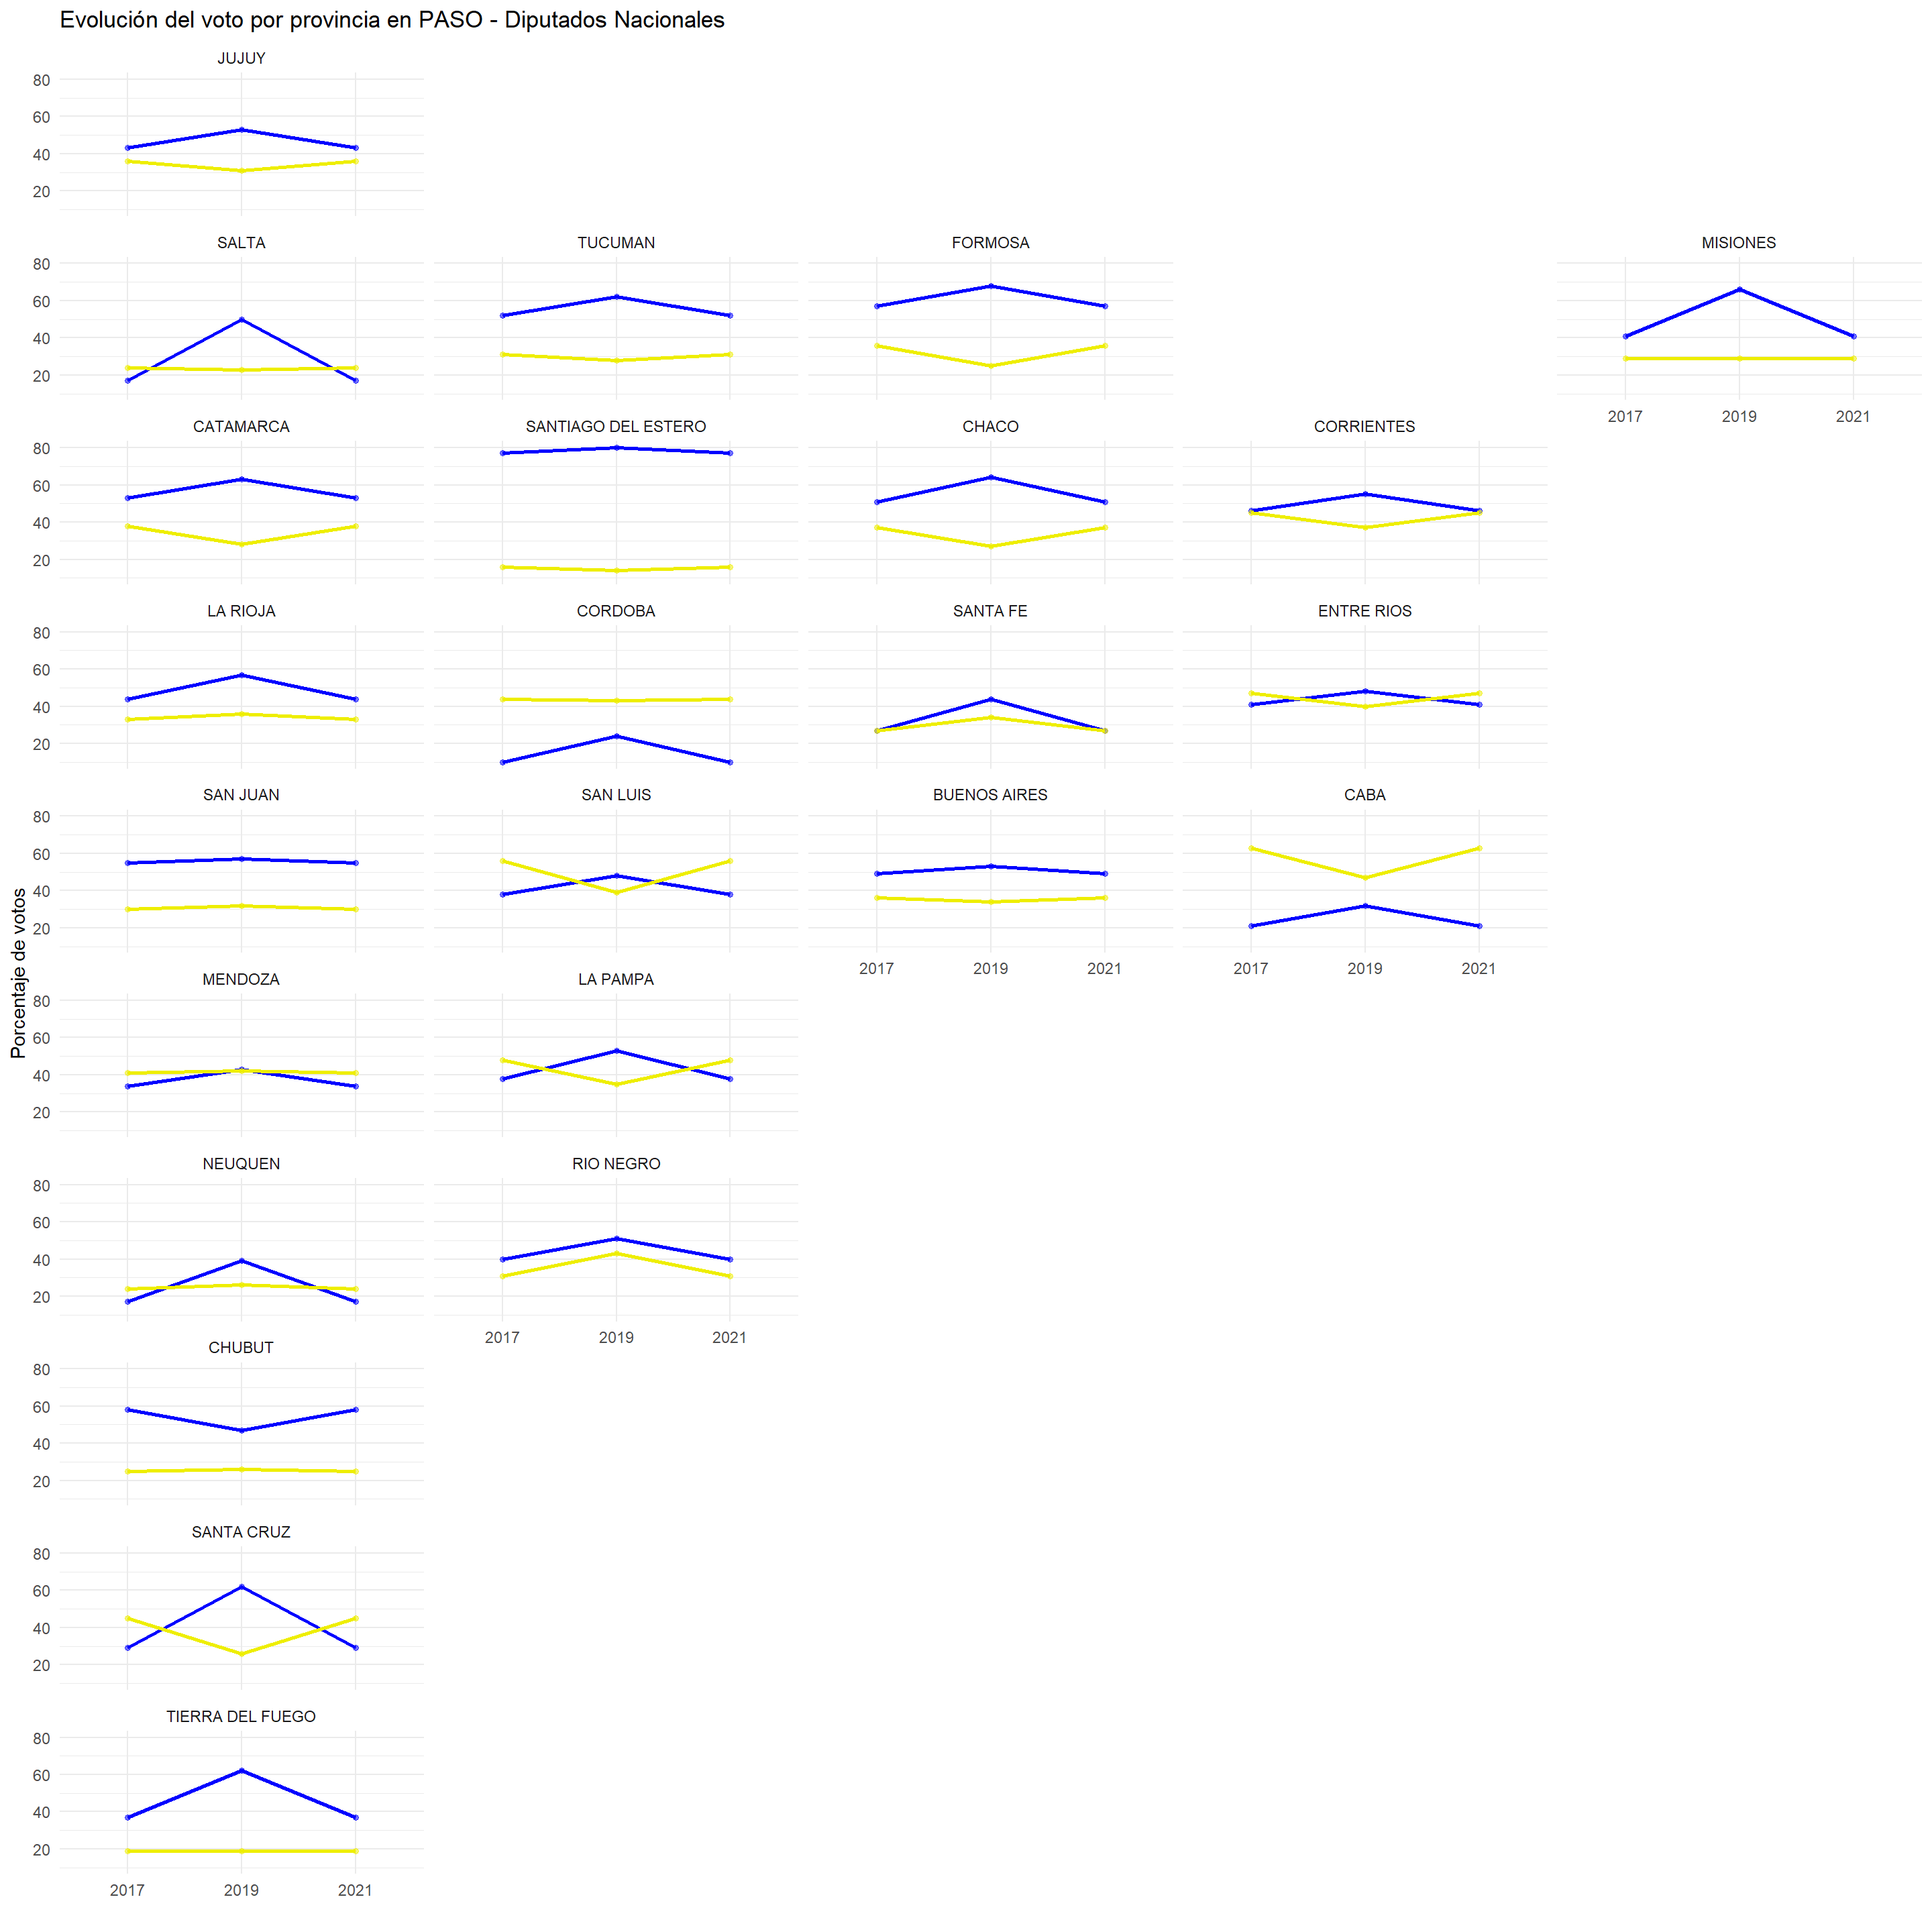 Evolución del voto por provincia en PASO - Diputados Nacionales
JUJUY
80
60
40
20
SALTA TUCUMAN FORMOSA MISIONES
80
60
40
20
2017 2019 2021
CATAMARCA SANTIAGO DEL ESTERO CHACO CORRIENTES
80
60
40
20
LA RIOJA CORDOBA SANTA FE ENTRE RIOS
80
60
40
20
SAN JUAN SAN LUIS BUENOS AIRES CABA
80
60
40
20
2017 2019 2021 2017 2019 2021
Porcentaje de votos
MENDOZA LA PAMPA
80
60
40
20
NEUQUEN RIO NEGRO
80
60
40
20
2017 2019 2021
CHUBUT
80
60
40
20
SANTA CRUZ
80
60
40
20
TIERRA DEL FUEGO
80
60
40
20
2017 2019 2021